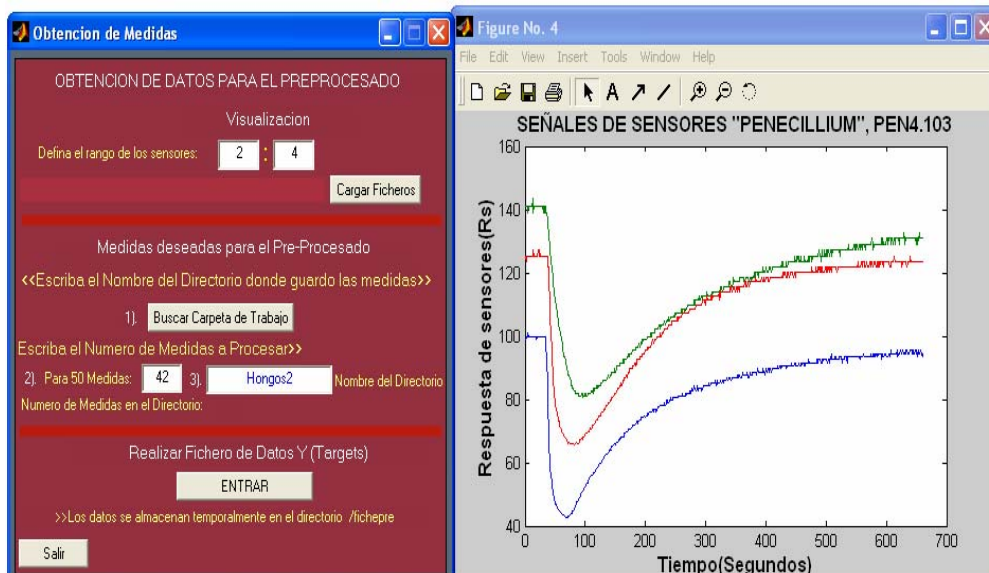 Obtencion de Medidas
OBTENCION DE DATOS PARA EL PREPROCESADO
Visualizacion
Defina el rango de los sensores: 2 : 4
Cargar Ficheros
Medidas deseadas para el Pre-Procesado
<<Escriba el Nombre del Directorio donde guardo las medidas>>
1). Buscar Carpeta de Trabajo
Escriba el Numero de Medidas a Procesar>>
2). Para 50 Medidas: 42 3). Hongos2 Nombre del Directorio
Numero de Medidas en el Directorio:
Realizar Fichero de Datos Y (Targets)
ENTRAR
>>Los datos se almacenan temporalmente en el directorio /fichepre
Salir
Figure No. 4
File Edit View Insert Tools Window Help
A
SEÑALES DE SENSORES "PENECILLIUM", PEN4.103
Respuesta de sensores(Rs)
160
140
120
100
80
60
40
0 100 200 300 400 500 600 700
Tiempo(Segundos)